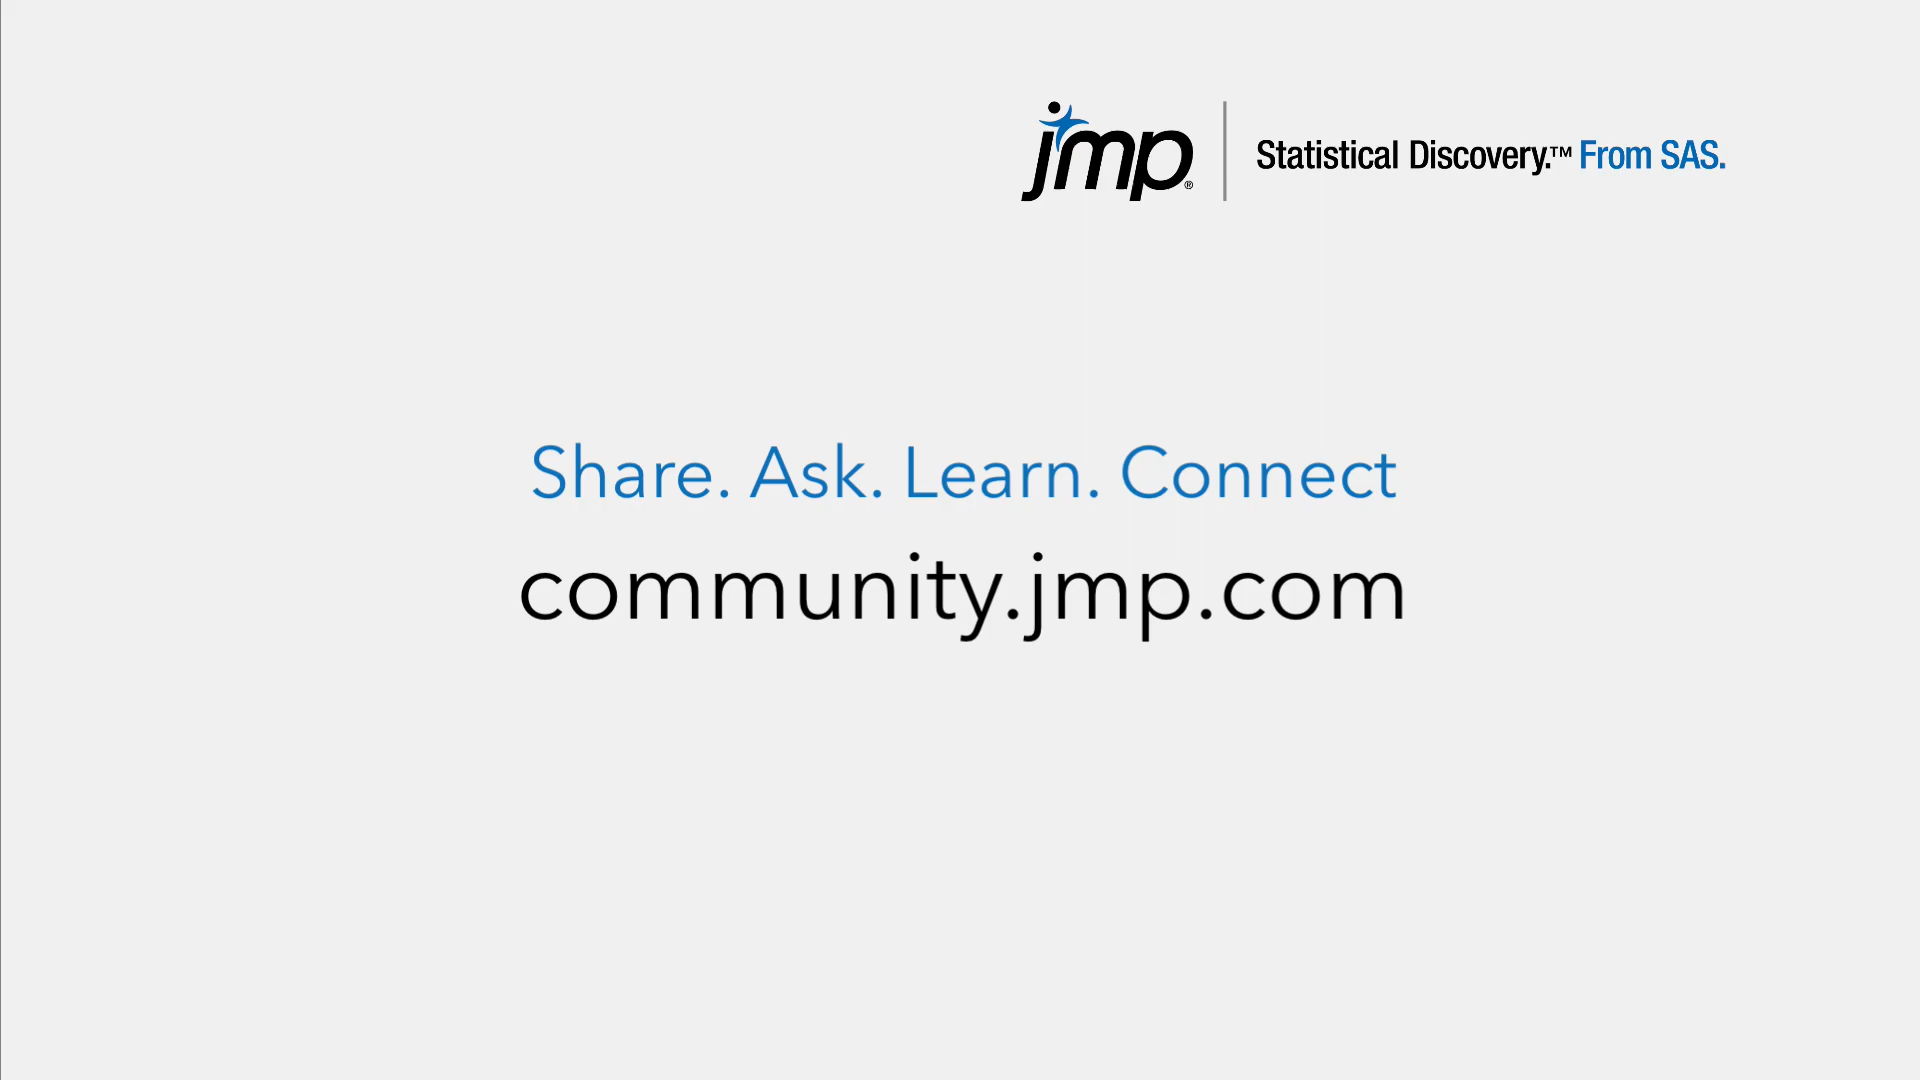 jmp® Statistical Discovery.™ From SAS.
Share. Ask. Learn. Connect
community.jmp.com